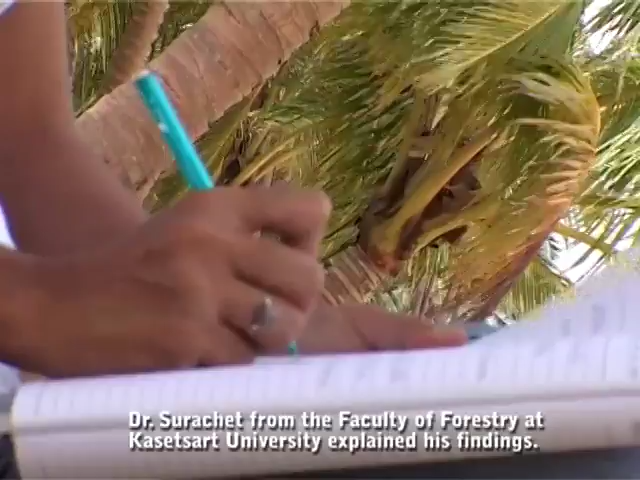 Dr. Surachet from the Faculty of Forestry at
Kasetsart University explained his findings.